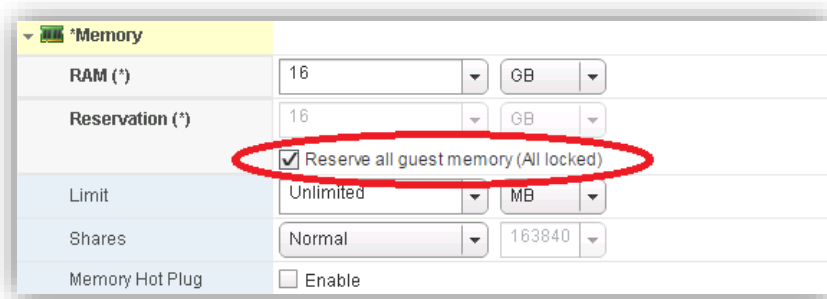 *Memory
RAM (*) 16 GB
Reservation (*) 16 GB
Reserve all guest memory (All locked)
Limit Unlimited MB
Shares Normal 163840
Memory Hot Plug Enable